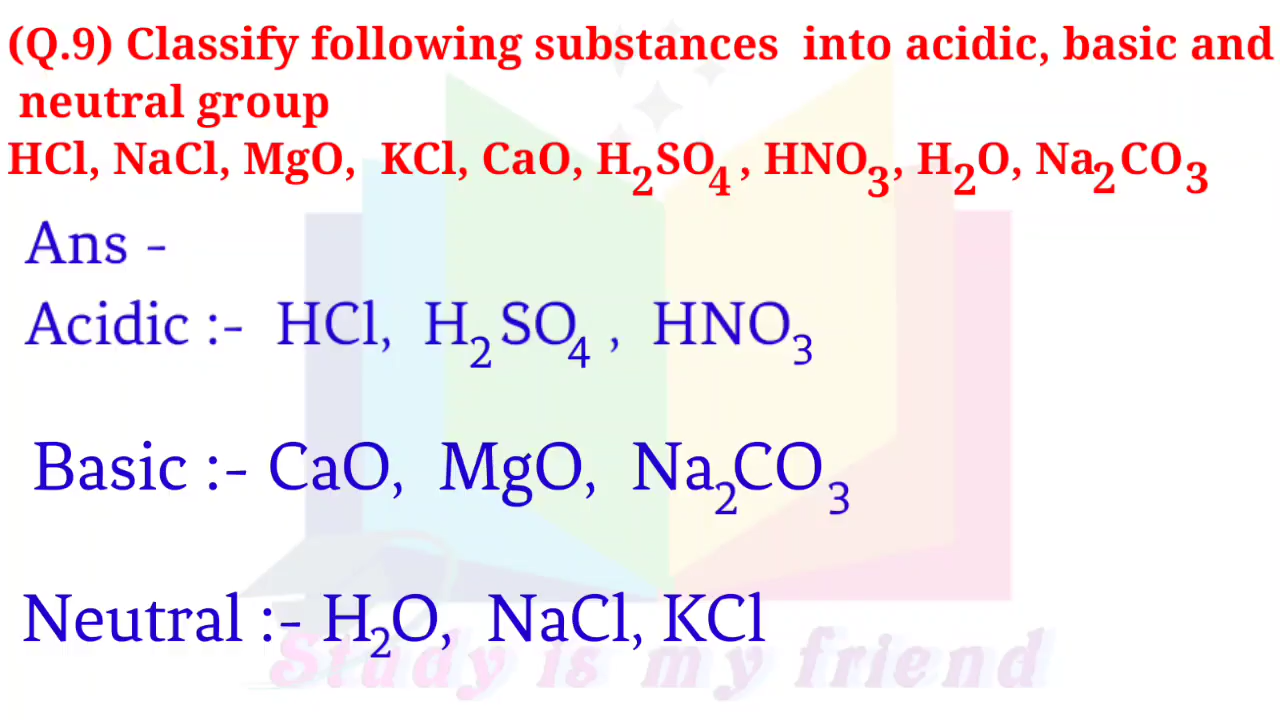 (Q.9) Classify following substances into acidic, basic and
neutral group
HCl, NaCl, MgO, KCl, CaO, H₂SO₄, HNO₃, H₂O, Na₂CO₃
Ans -
Acidic :- HCl, H₂SO₄, HNO₃
Basic :- CaO, MgO, Na₂CO₃
Neutral :- H₂O, NaCl, KCl
Study is my friend